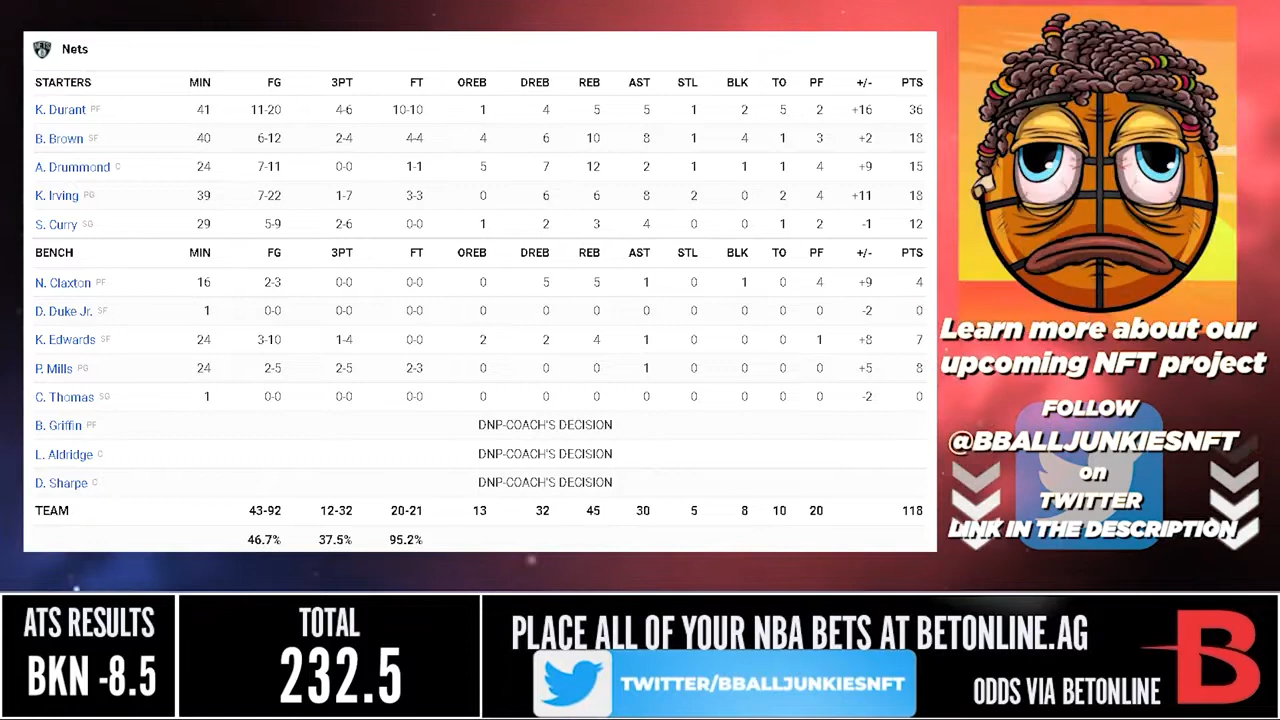 NETS
Nets
STARTERS MIN FG 3PT FT OREB DREB REB AST STL BLK TO PF +/- PTS
K. Durant PF 41 11-20 4-6 10-10 1 4 5 5 1 2 5 2 +16 36
B. Brown SF 40 6-12 2-4 4-4 4 6 10 8 1 4 1 3 +2 18
A. Drummond C 24 7-11 0-0 1-1 5 7 12 2 1 1 1 4 +9 15
K. Irving PG 39 7-22 1-7 3-3 0 6 6 8 2 0 2 4 +11 18
S. Curry SG 29 5-9 2-6 0-0 1 2 3 4 0 0 1 2 -1 12
BENCH MIN FG 3PT FT OREB DREB REB AST STL BLK TO PF +/- PTS
N. Claxton PF 16 2-3 0-0 0-0 0 5 5 1 0 1 0 4 +9 4
D. Duke Jr. SF 1 0-0 0-0 0-0 0 0 0 0 0 0 0 0 -2 0
K. Edwards SF 24 3-10 1-4 0-0 2 2 4 1 0 0 0 1 +8 7
P. Mills PG 24 2-5 2-5 2-3 0 0 0 1 0 0 0 0 +5 8
C. Thomas SG 1 0-0 0-0 0-0 0 0 0 0 0 0 0 0 -2 0
B. Griffin PF DNP-COACH'S DECISION
L. Aldridge C DNP-COACH'S DECISION
D. Sharpe C DNP-COACH'S DECISION
TEAM 43-92 12-32 20-21 13 32 45 30 5 8 10 20 118
46.7% 37.5% 95.2%
Learn more about our
upcoming NFT project
FOLLOW
@BBALLJUNKIESNFT
on
TWITTER
LINK IN THE DESCRIPTION
ATS RESULTS
BKN -8.5
TOTAL
232.5
PLACE ALL OF YOUR NBA BETS AT BETONLINE.AG
TWITTER/BBALLJUNKIESNFT
ODDS VIA BETONLINE
B